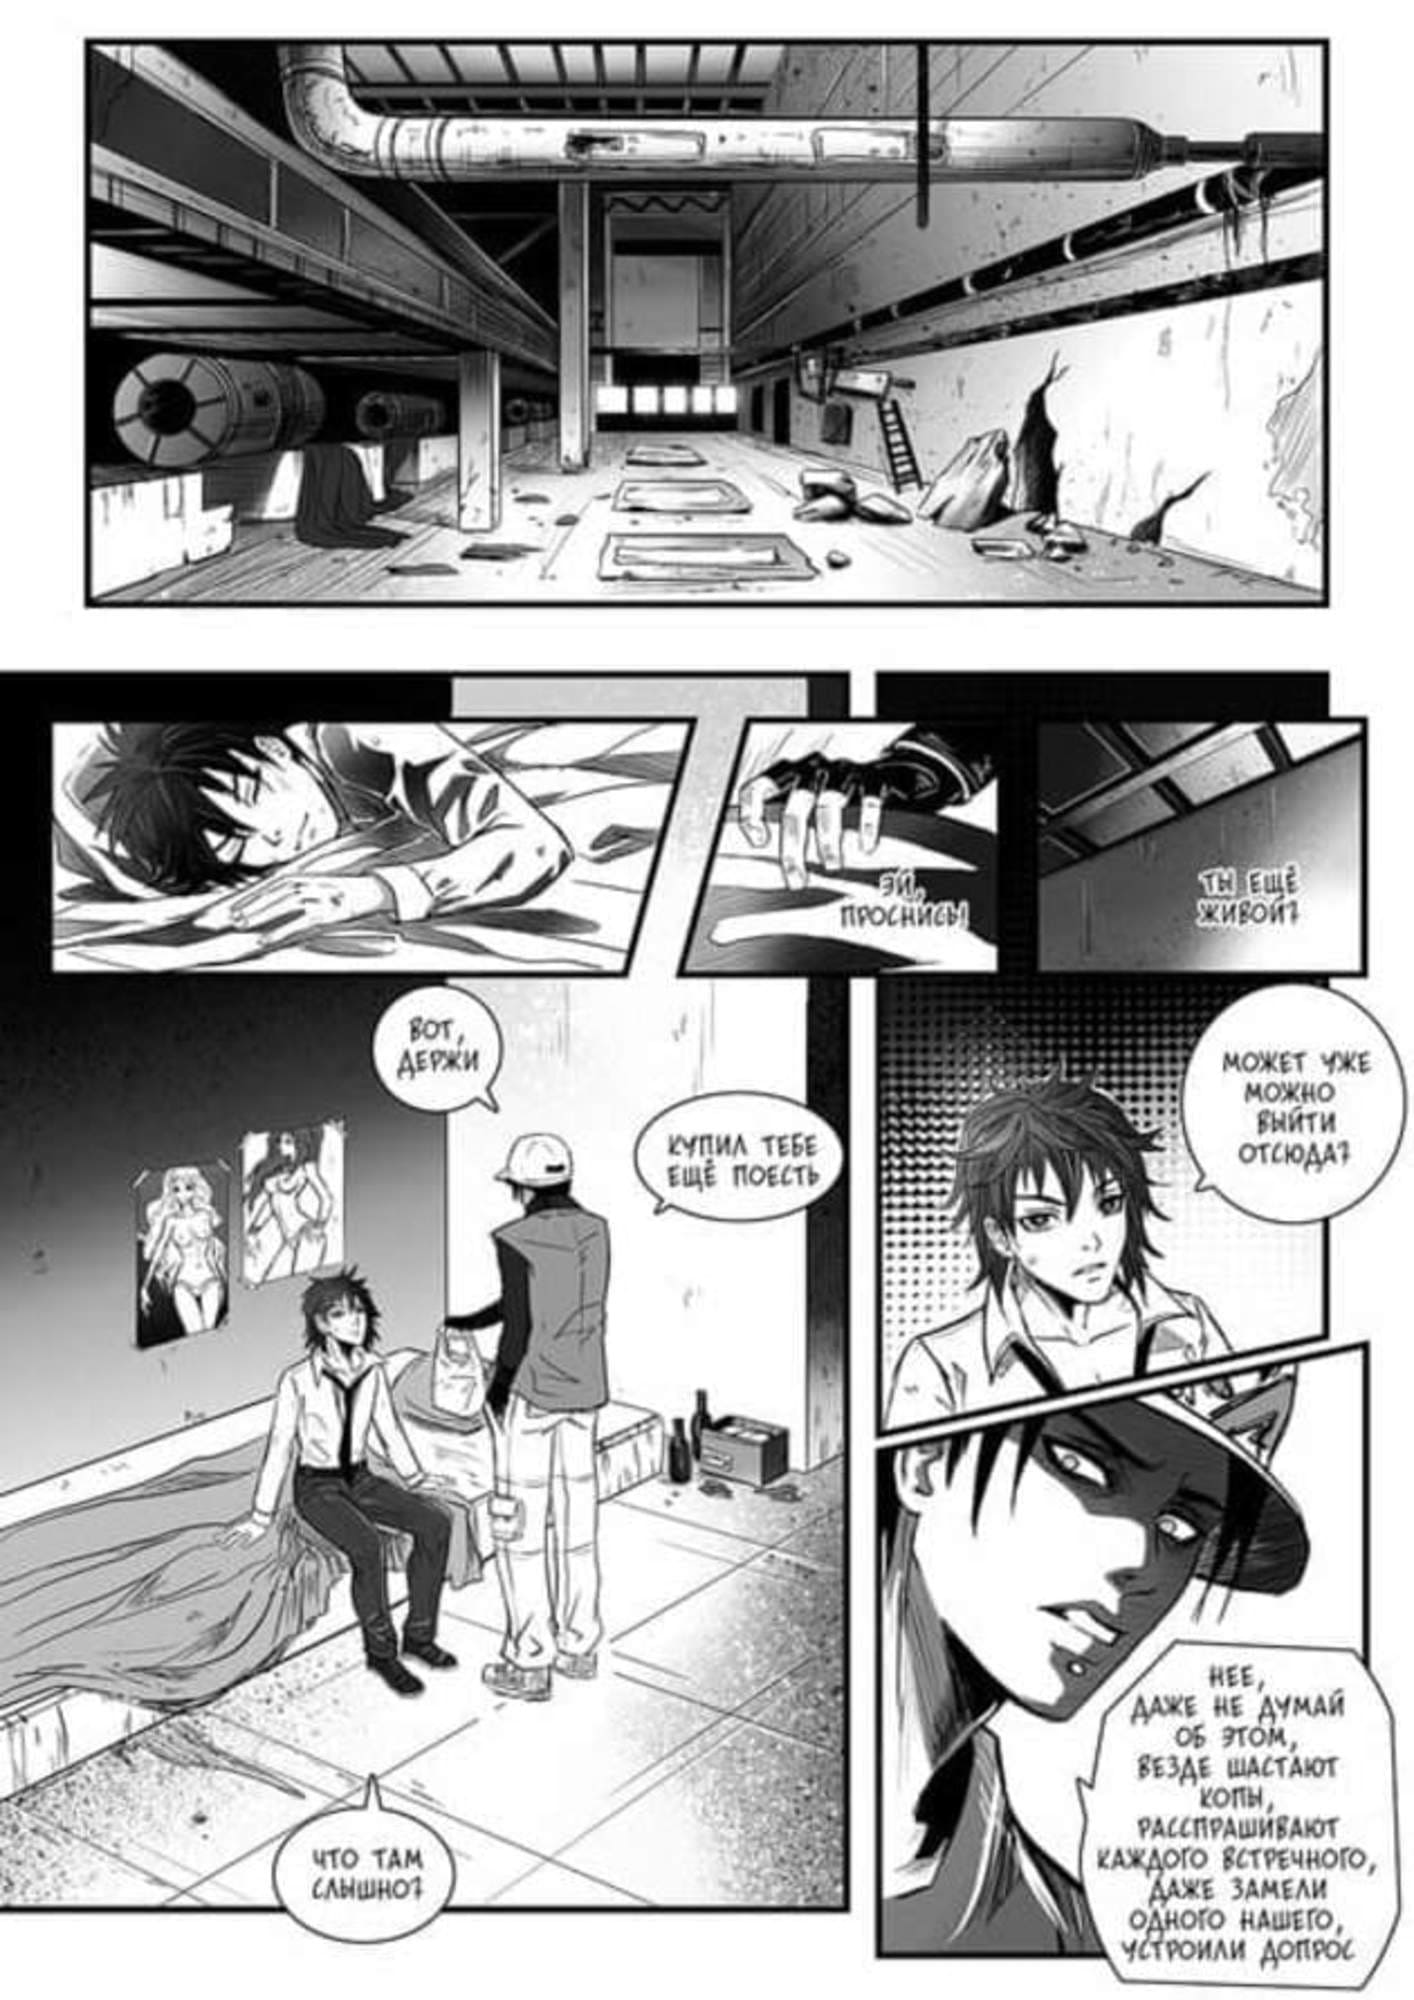 ЭЙ,
ПРОСНИСЬ!
ТЫ ЕЩЁ
ЖИВОЙ?
ВОТ,
ДЕРЖИ
КУПИЛ ТЕБЕ
ЕЩЁ ПОЕСТЬ
ЧТО ТАМ
СЛЫШНО?
МОЖЕТ УЖЕ
МОЖНО
ВЫЙТИ
ОТСЮДА?
НЕЕ,
ДАЖЕ НЕ ДУМАЙ
ОБ ЭТОМ,
ВЕЗДЕ ШАСТАЮТ
КОПЫ,
РАССПРАШИВАЮТ
КАЖДОГО ВСТРЕЧНОГО,
ДАЖЕ ЗАМЕЛИ
ОДНОГО НАШЕГО,
УСТРОИЛИ ДОПРОС